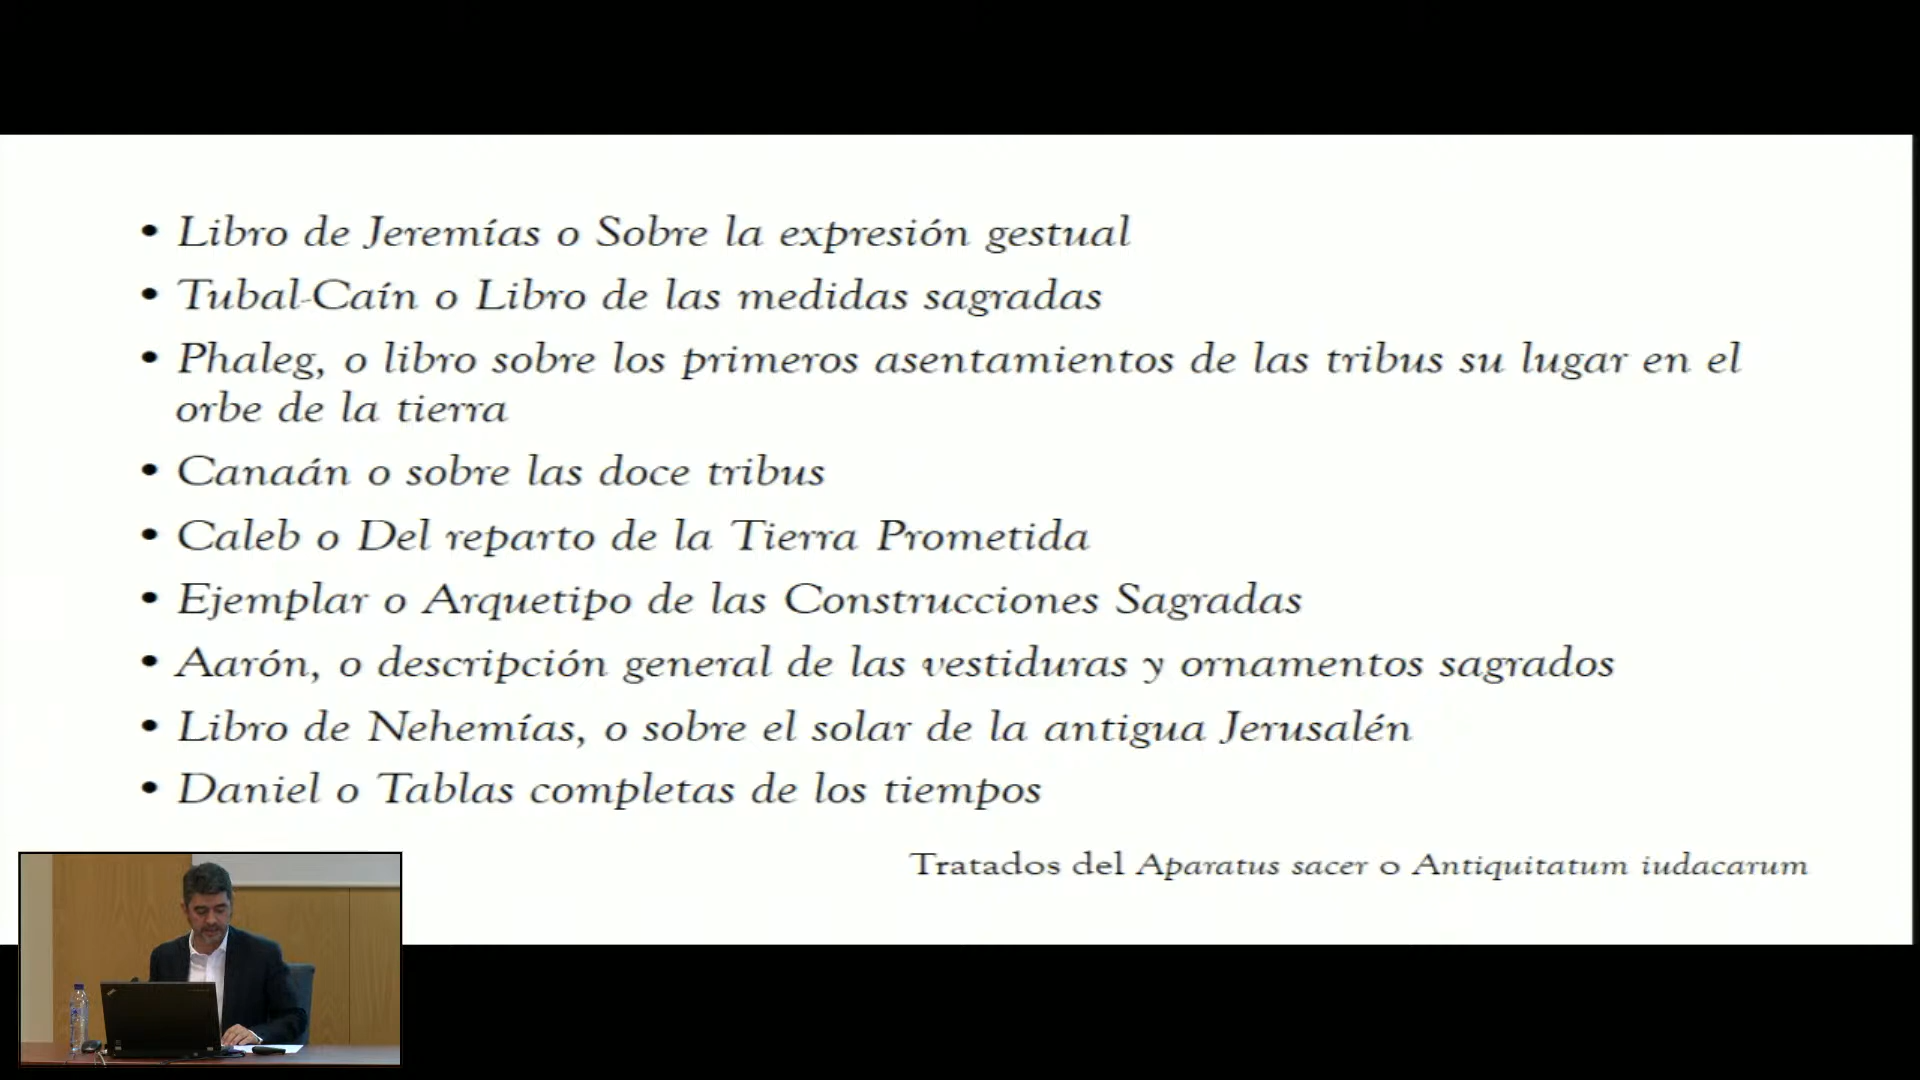 • Libro de Jeremías o Sobre la expresión gestual
• Tubal-Caín o Libro de las medidas sagradas
• Phaleg, o libro sobre los primeros asentamientos de las tribus su lugar en el
orbe de la tierra
• Canaán o sobre las doce tribus
• Caleb o Del reparto de la Tierra Prometida
• Ejemplar o Arquetipo de las Construcciones Sagradas
• Aarón, o descripción general de las vestiduras y ornamentos sagrados
• Libro de Nehemías, o sobre el solar de la antigua Jerusalén
• Daniel o Tablas completas de los tiempos
Tratados del Aparatus sacer o Antiquitatum iudacarum